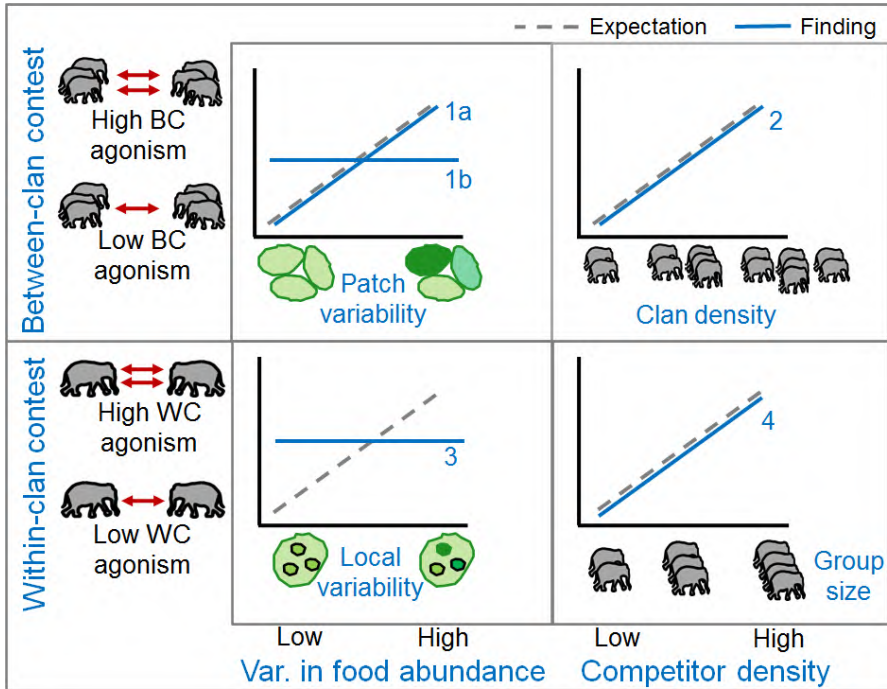 Expectation
Finding
Between-clan contest
High BC
agonism
Low BC
agonism
1a
1b
Patch
variability
2
Clan density
Within-clan contest
High WC
agonism
Low WC
agonism
3
Local
variability
4
Group
size
Low
High
Var. in food abundance
Low
High
Competitor density